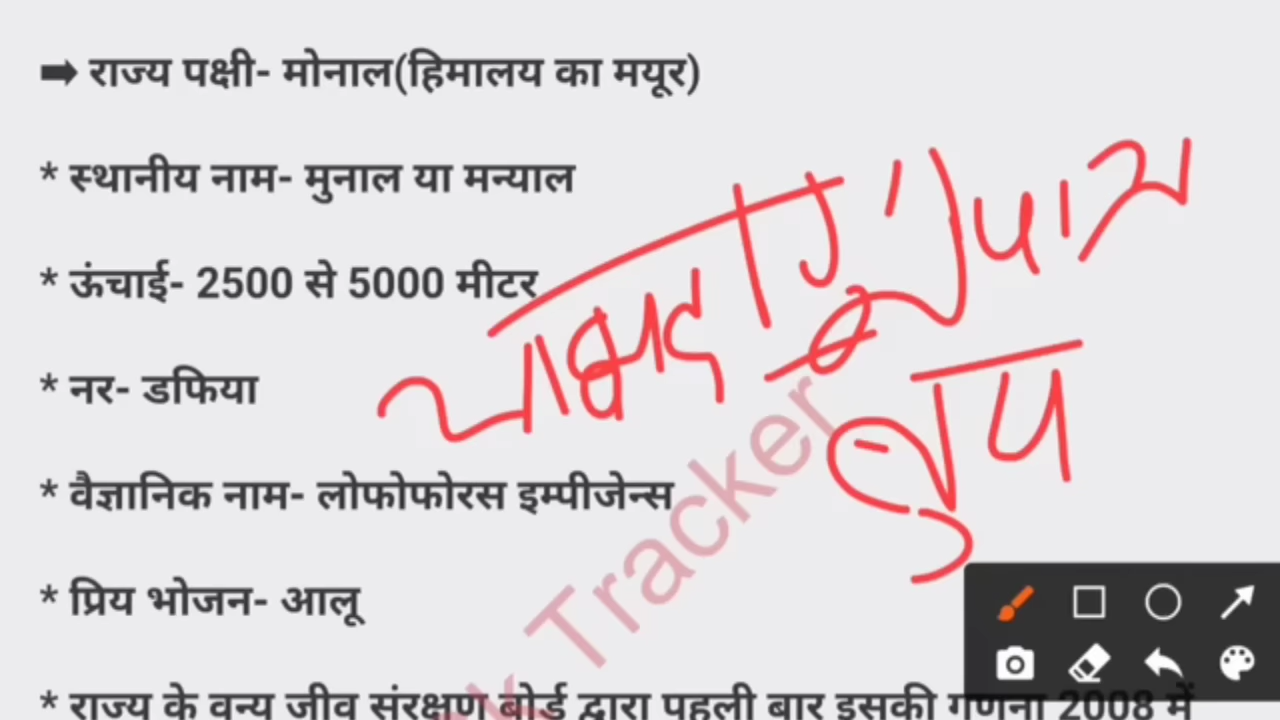 ➡ राज्य पक्षी- मोनाल(हिमालय का मयूर)
* स्थानीय नाम- मुनाल या मन्याल
* ऊंचाई- 2500 से 5000 मीटर
* नर- डफिया
* वैज्ञानिक नाम- लोफोफोरस इम्पीजेन्स
* प्रिय भोजन- आलू
* राज्य के वन्य जीव संरक्षण बोर्ड द्वारा पहली बार इसकी गणना 2008 में
Tracker